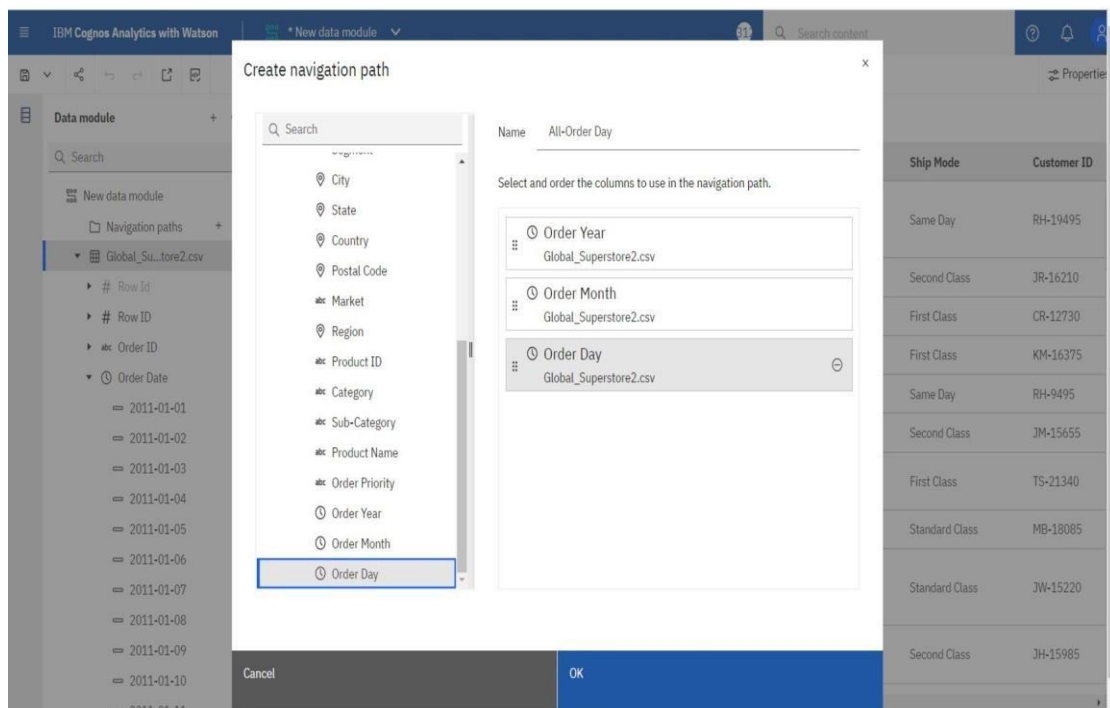 IBM Cognos Analytics with Watson
* New data module
Search content
Properties
Data module
Search
New data module
Navigation paths
Global_Su...tore2.csv
# Row Id
# Row ID
abc Order ID
Order Date
2011-01-01
2011-01-02
2011-01-03
2011-01-04
2011-01-05
2011-01-06
2011-01-07
2011-01-08
2011-01-09
2011-01-10
Create navigation path
x
Search
City
State
Country
Postal Code
abc Market
Region
abc Product ID
abc Category
abc Sub-Category
abc Product Name
abc Order Priority
Order Year
Order Month
Order Day
Name All-Order Day
Select and order the columns to use in the navigation path.
Order Year
Global_Superstore2.csv
Order Month
Global_Superstore2.csv
Order Day
Global_Superstore2.csv
Cancel
OK
Ship Mode Customer ID
Same Day RH-19495
Second Class JR-16210
First Class CR-12730
First Class KM-16375
Same Day RH-9495
Second Class JM-15655
First Class TS-21340
Standard Class MB-18085
Standard Class JW-15220
Second Class JH-15985